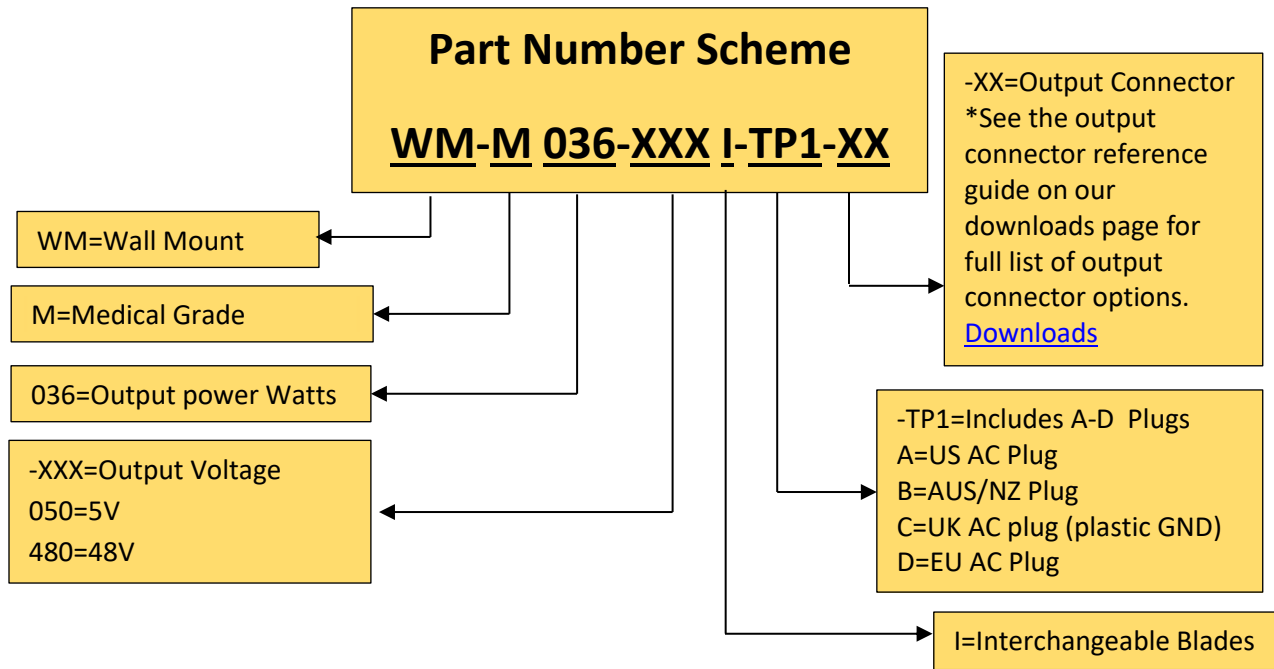 Part Number Scheme
WM-M 036-XXX I-TP1-XX
WM=Wall Mount
M=Medical Grade
036=Output power Watts
-XXX=Output Voltage
050=5V
480=48V
-XX=Output Connector
*See the output
connector reference
guide on our
downloads page for
full list of output
connector options.
Downloads
-TP1=Includes A-D Plugs
A=US AC Plug
B=AUS/NZ Plug
C=UK AC plug (plastic GND)
D=EU AC Plug
I=Interchangeable Blades